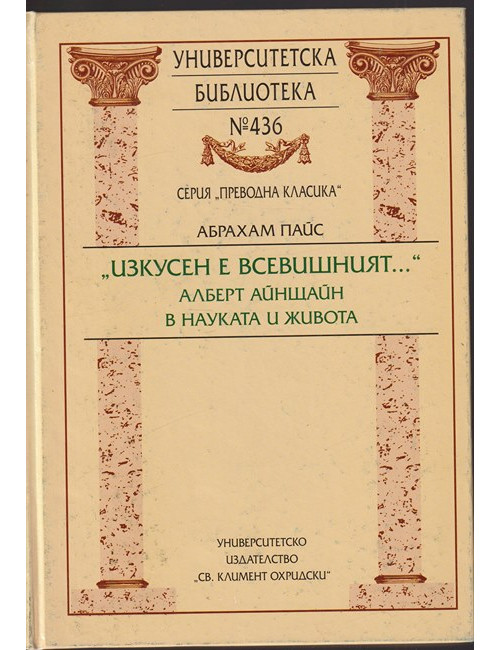 УНИВЕРСИТЕТСКА
БИБЛИОТЕКА
№436
СЕРИЯ „ПРЕВОДНА КЛАСИКА“
АБРАХАМ ПАЙС
„ИЗКУСЕН Е ВСЕВИШНИЯТ...“
АЛБЕРТ АЙНЩАЙН
В НАУКАТА И ЖИВОТА
УНИВЕРСИТЕТСКО
ИЗДАТЕЛСТВО
„СВ. КЛИМЕНТ ОХРИДСКИ“